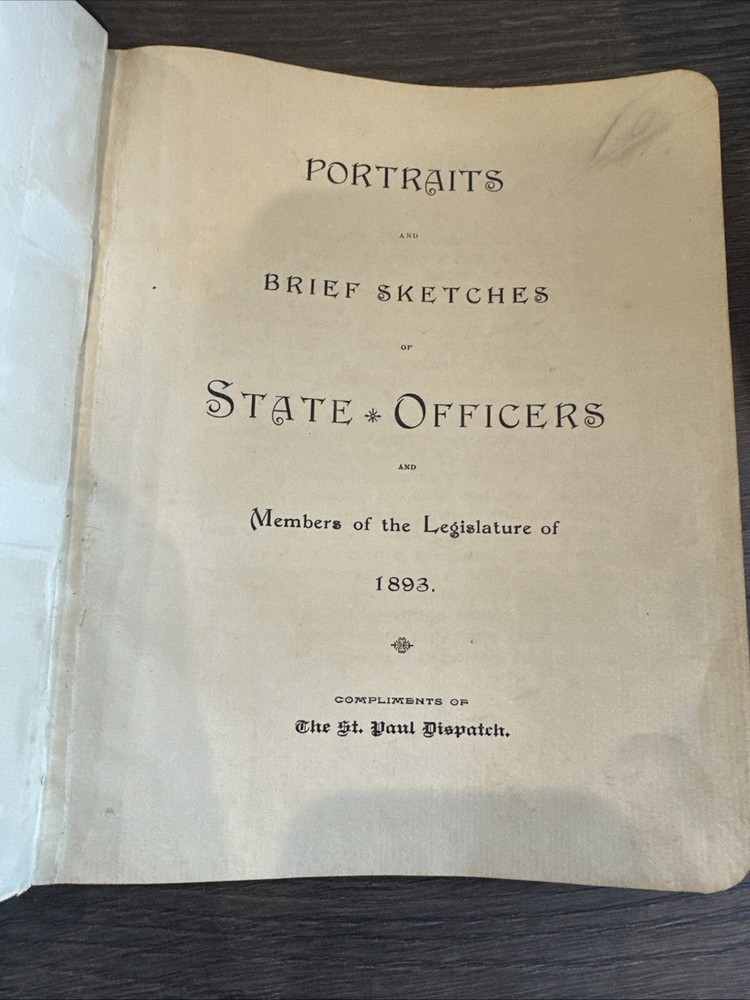 PORTRAITS
AND
BRIEF SKETCHES
OF
STATE * OFFICERS
AND
Members of the Legislature of
1893.
COMPLIMENTS OF
The St. Paul Dispatch.